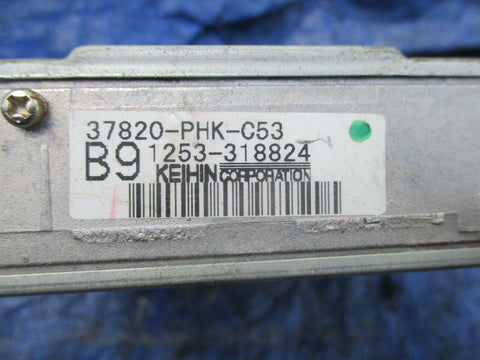 37820-PHK-C53
B9 1253-318824
KEIHIN CORPORATION